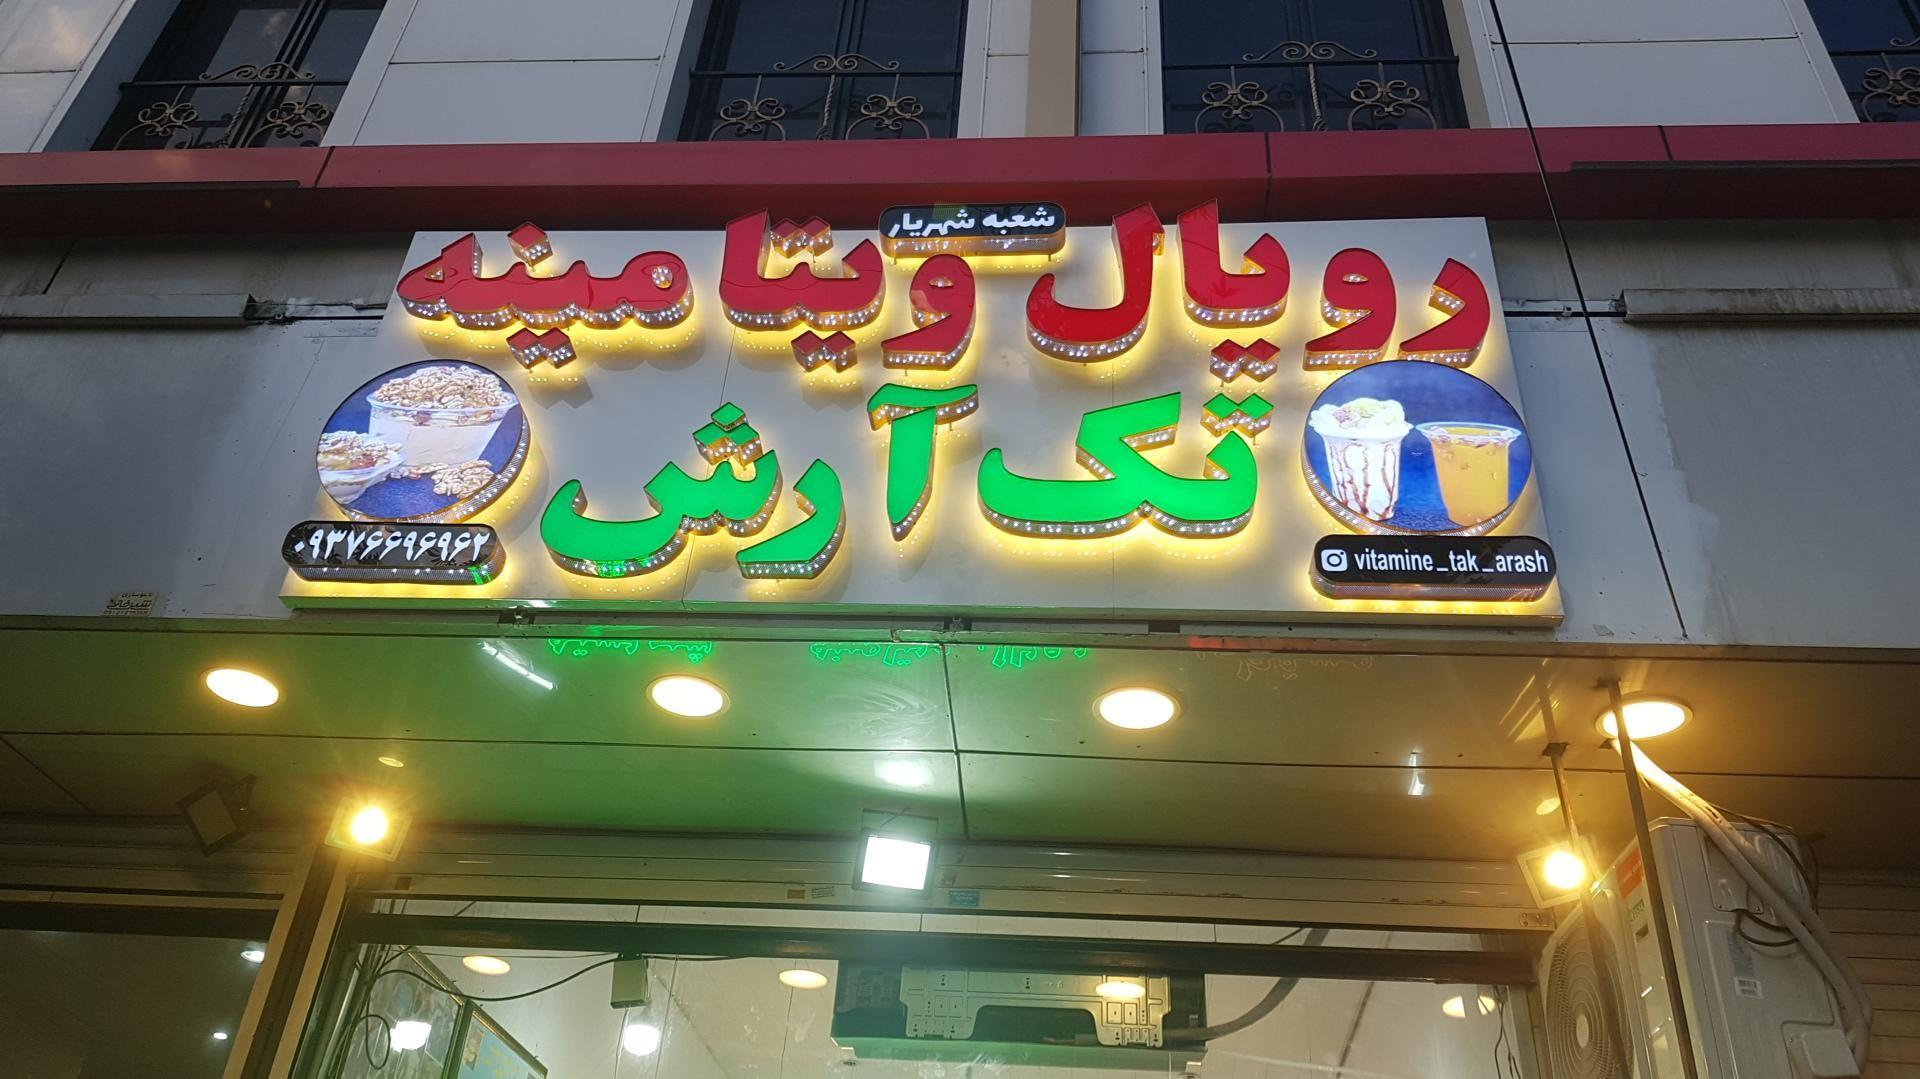 شعبه شهریار
رویال ویتامینه
تک آرش
vitamine_tak_arash
۰۹۳۷۶۶۹۶۹۶۲